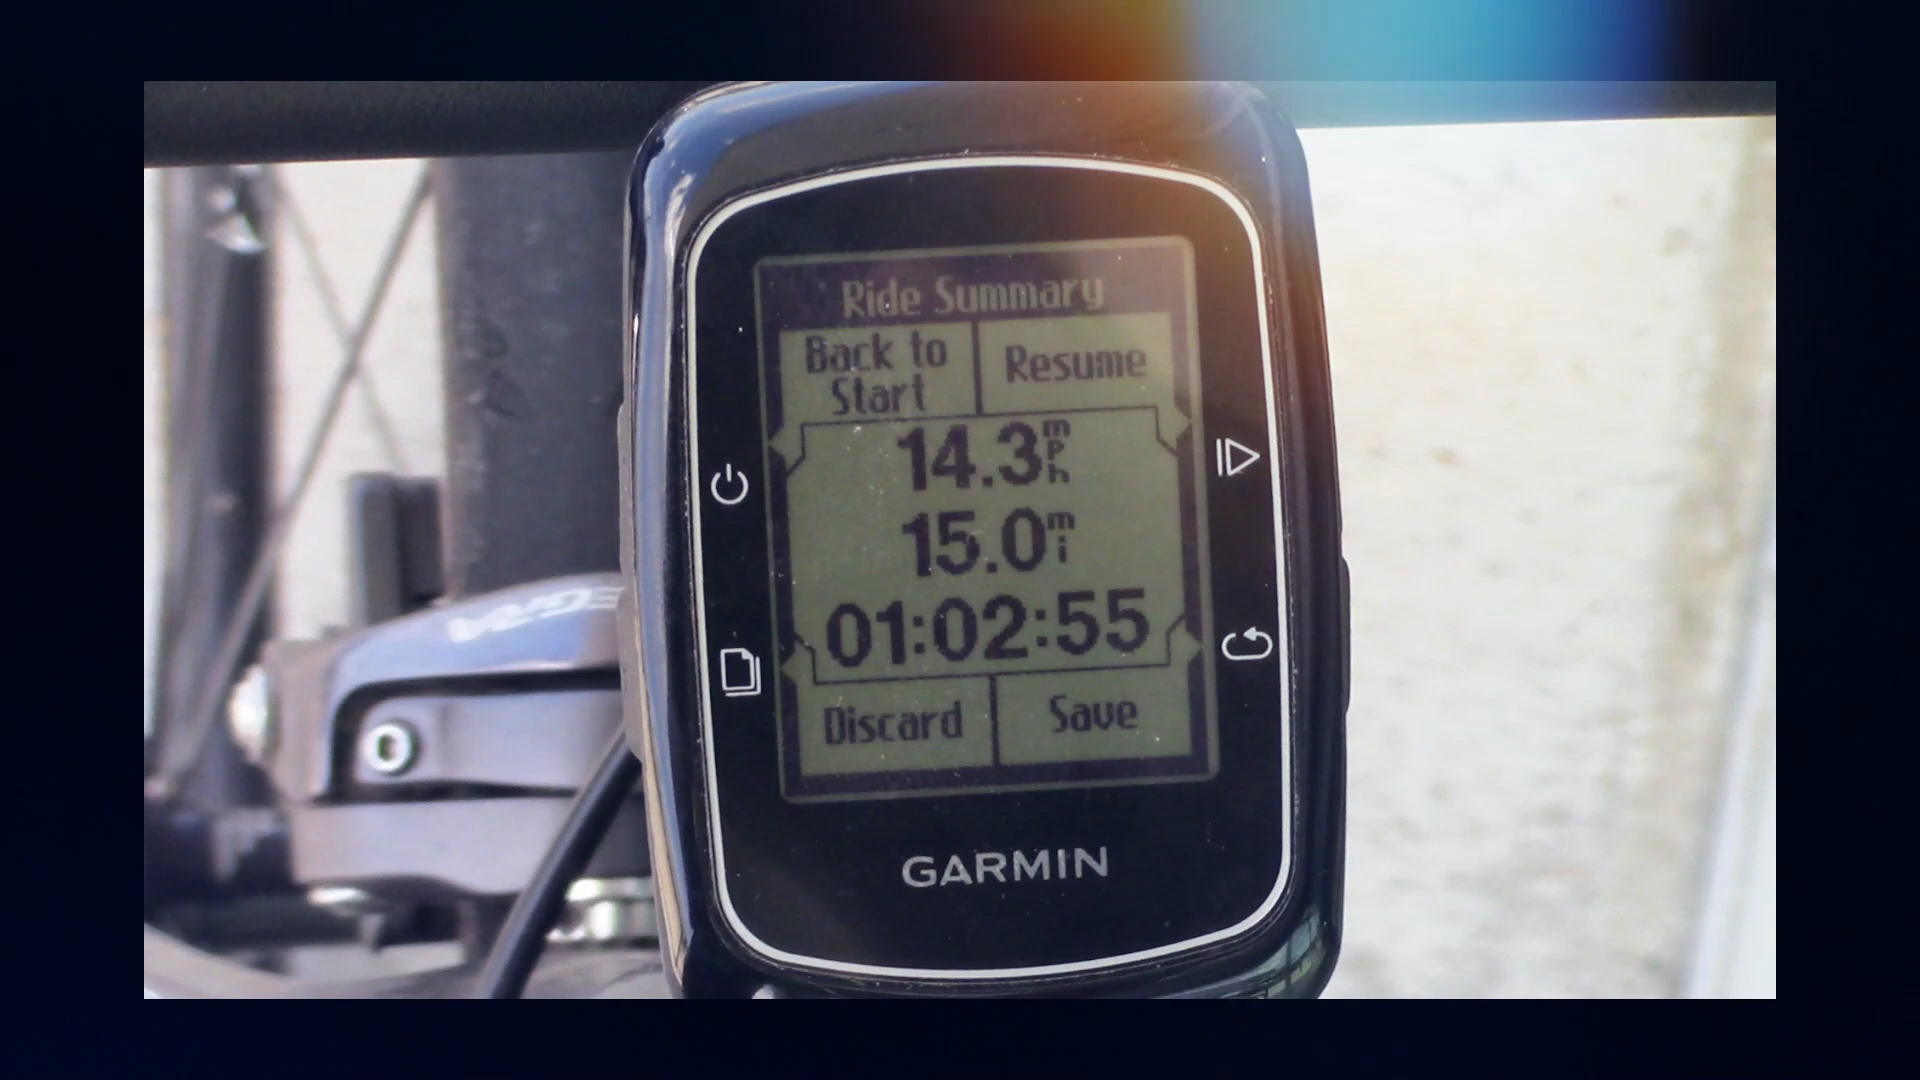 Ride Summary
Back to Start
Resume
14.3 mph
15.0 mi
01:02:55
Discard
Save
GARMIN